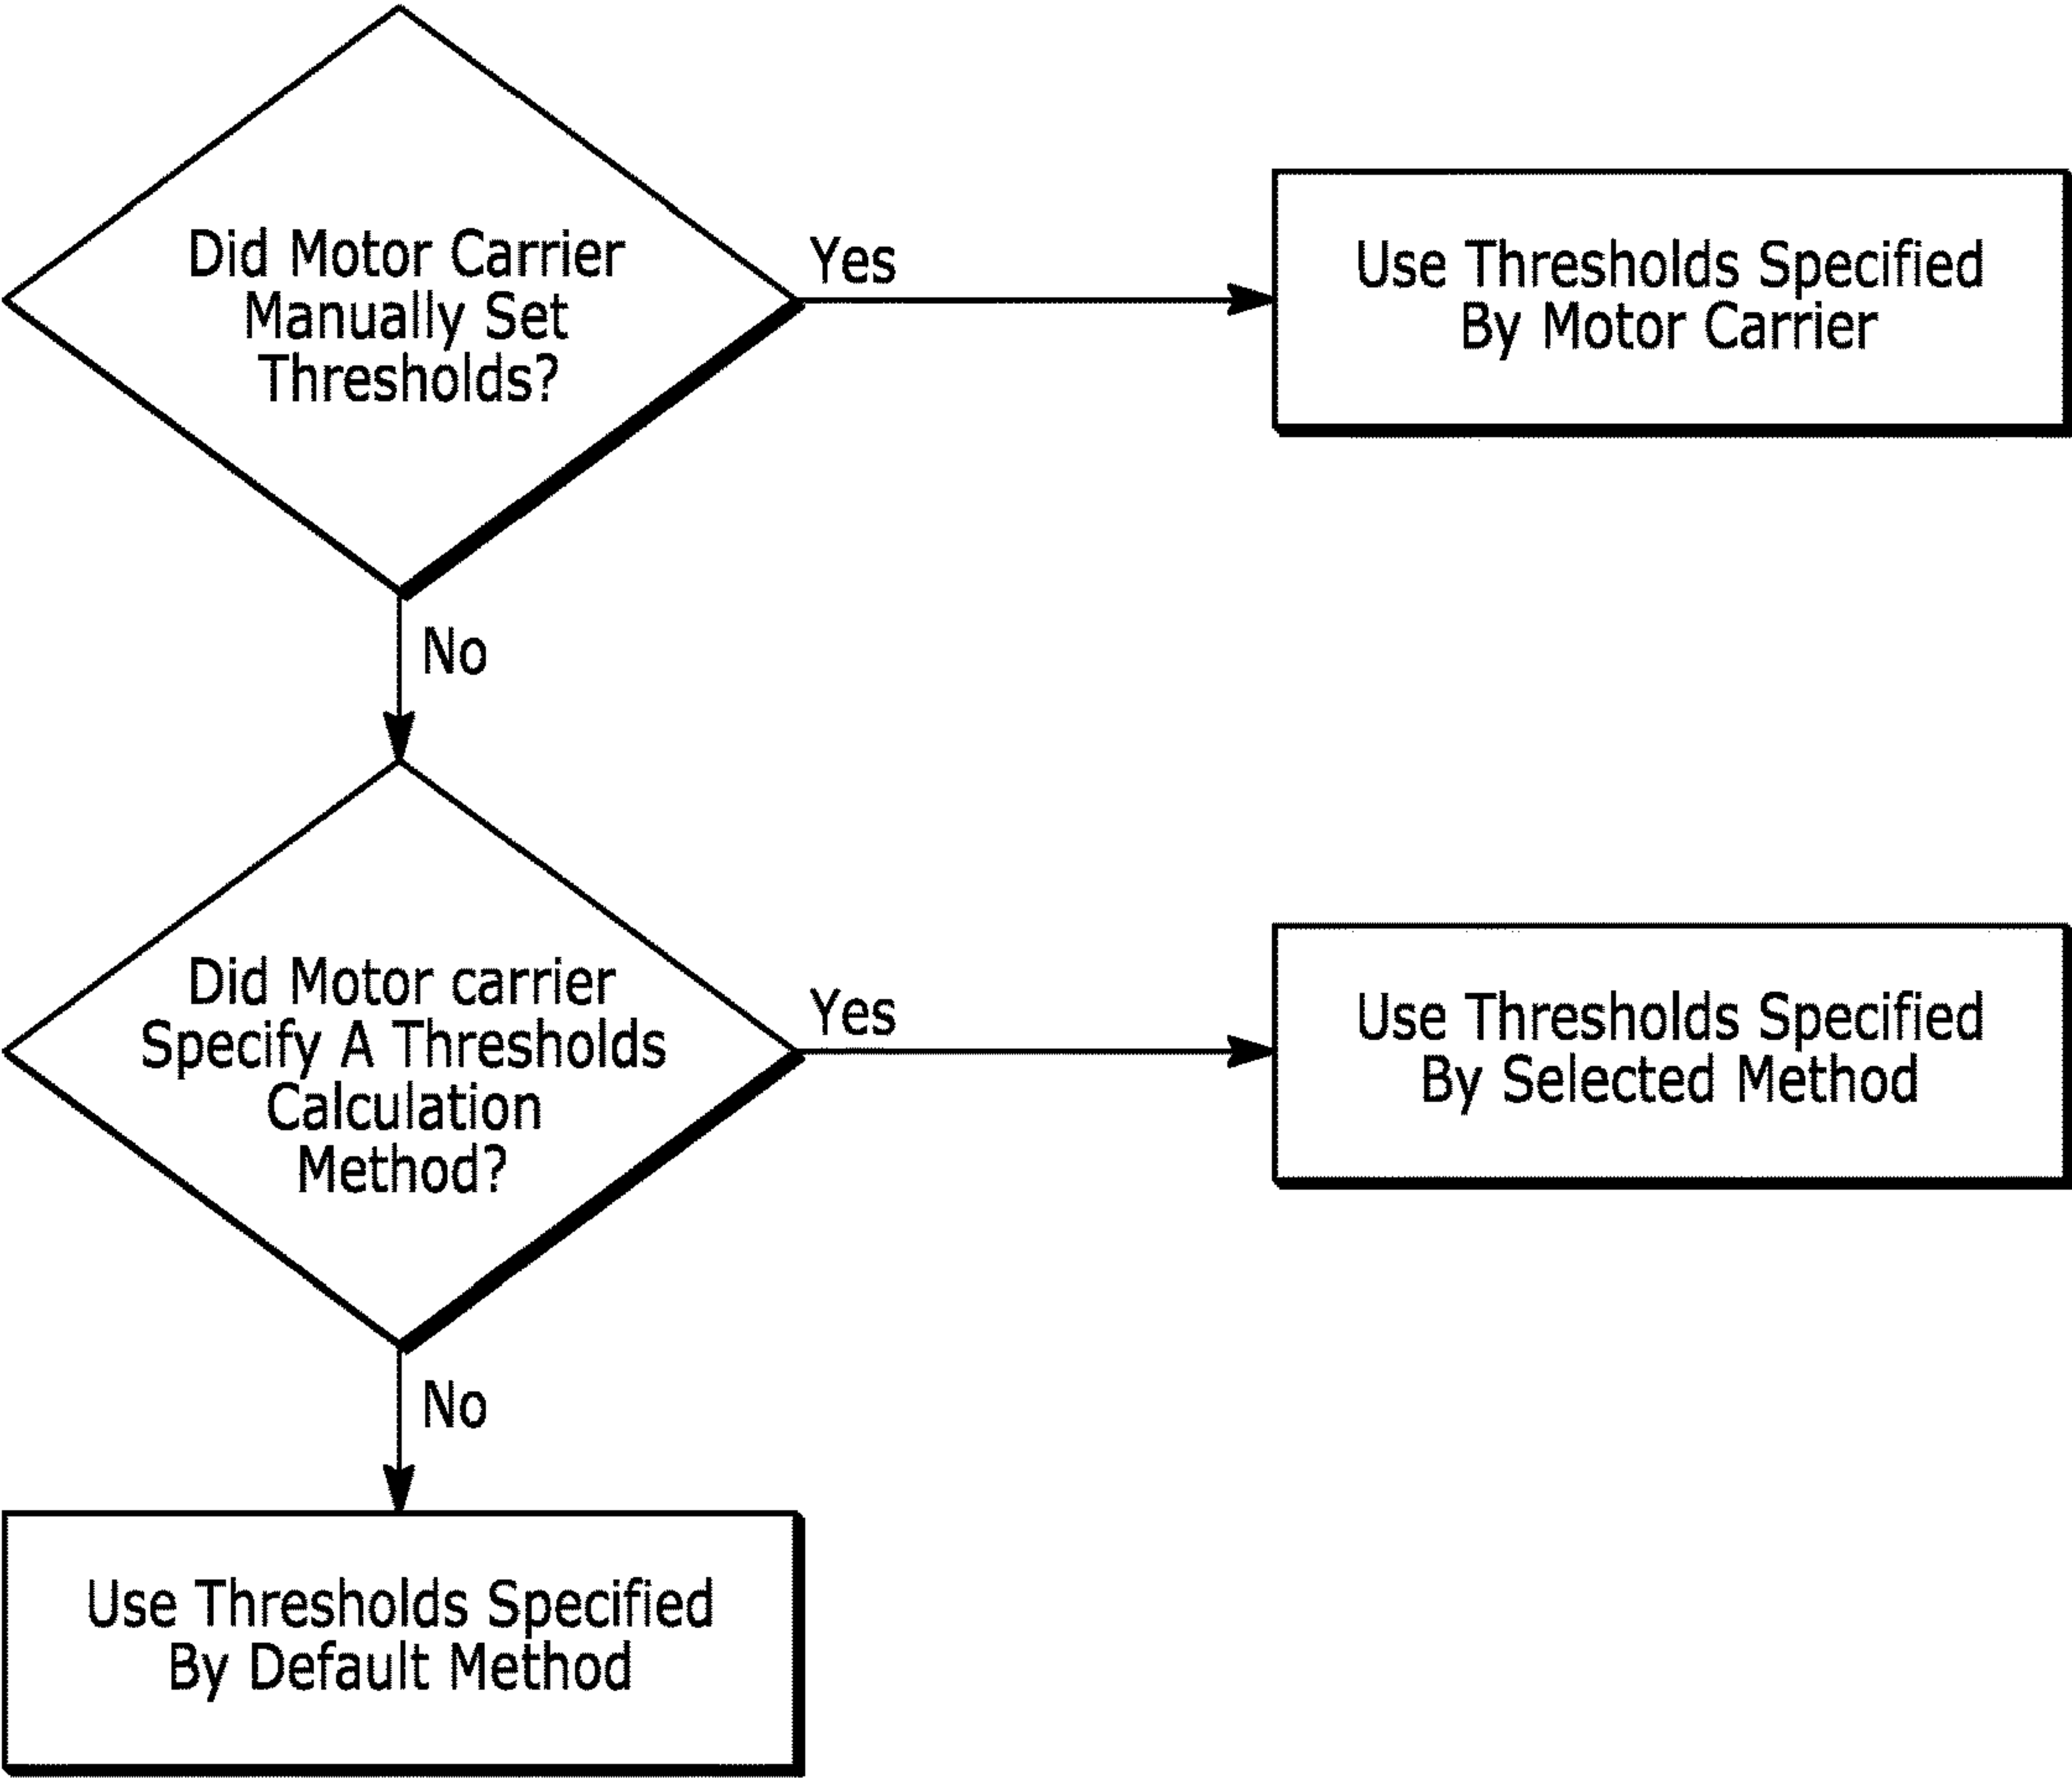 Did Motor Carrier
Manually Set
Thresholds?
Yes
Use Thresholds Specified
By Motor Carrier
No
Did Motor carrier
Specify A Thresholds
Calculation
Method?
Yes
Use Thresholds Specified
By Selected Method
No
Use Thresholds Specified
By Default Method